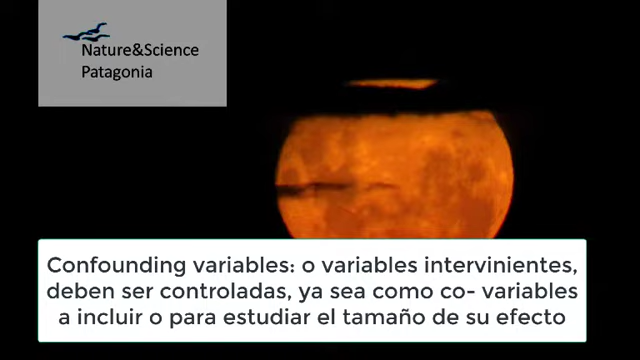 Nature&Science
Patagonia
Confounding variables: o variables intervinientes,
deben ser controladas, ya sea como co- variables
a incluir o para estudiar el tamaño de su efecto